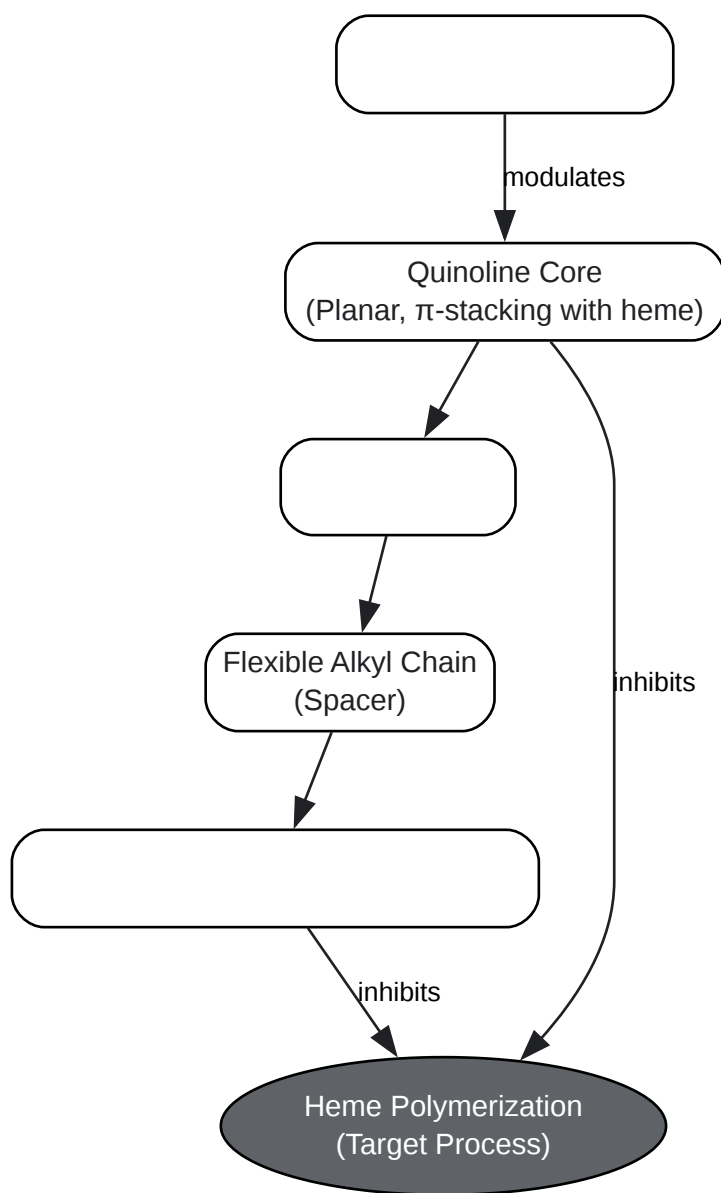 modulates
Quinoline Core
(Planar, π-stacking with heme)
Flexible Alkyl Chain
(Spacer)
inhibits
inhibits
Heme Polymerization
(Target Process)